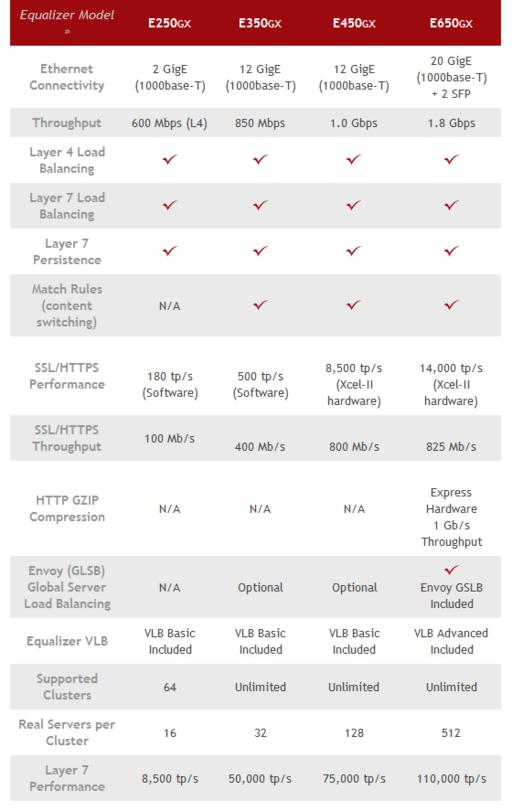 Equalizer Model » E250GX E350GX E450GX E650GX
Ethernet Connectivity 2 GigE (1000base-T) 12 GigE (1000base-T) 12 GigE (1000base-T) 20 GigE (1000base-T) + 2 SFP
Throughput 600 Mbps (L4) 850 Mbps 1.0 Gbps 1.8 Gbps
Layer 4 Load Balancing ✓ ✓ ✓ ✓
Layer 7 Load Balancing ✓ ✓ ✓ ✓
Layer 7 Persistence ✓ ✓ ✓ ✓
Match Rules (content switching) N/A ✓ ✓ ✓
SSL/HTTPS Performance 180 tp/s (Software) 500 tp/s (Software) 8,500 tp/s (Xcel-II hardware) 14,000 tp/s (Xcel-II hardware)
SSL/HTTPS Throughput 100 Mb/s 400 Mb/s 800 Mb/s 825 Mb/s
HTTP GZIP Compression N/A N/A N/A Express Hardware 1 Gb/s Throughput
Envoy (GLSB) Global Server Load Balancing N/A Optional Optional ✓ Envoy GSLB Included
Equalizer VLB VLB Basic Included VLB Basic Included VLB Basic Included VLB Advanced Included
Supported Clusters 64 Unlimited Unlimited Unlimited
Real Servers per Cluster 16 32 128 512
Layer 7 Performance 8,500 tp/s 50,000 tp/s 75,000 tp/s 110,000 tp/s